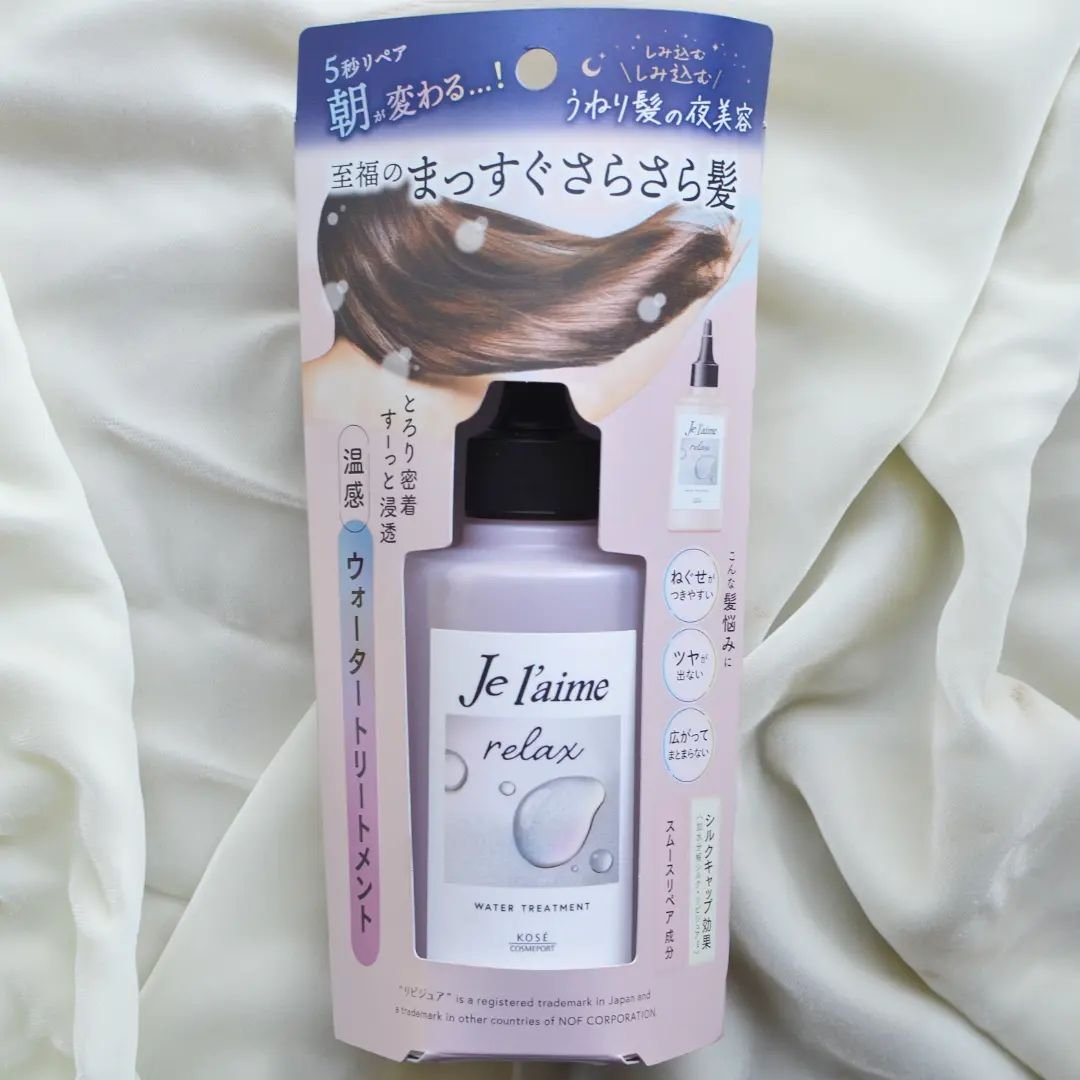 5秒リペア
朝が変わる…!
しみ込む
\しみ込む/
うねり髪の夜美容
至福のまっすぐさらさら髪
とろり密着
すーっと浸透
温感 ウォータートリートメント
Je l'aime
relax
WATER TREATMENT
こんな髪悩みに
ねぐせが
つきやすい
ツヤが
出ない
広がって
まとまらない
シルクキャップ効果
スムースリペア成分
Je l'aime
relax
WATER TREATMENT
KOSÉ
COSMEPORT
"リピジュア" is a registered trademark in Japan and
a trademark in other countries of NOF CORPORATION.